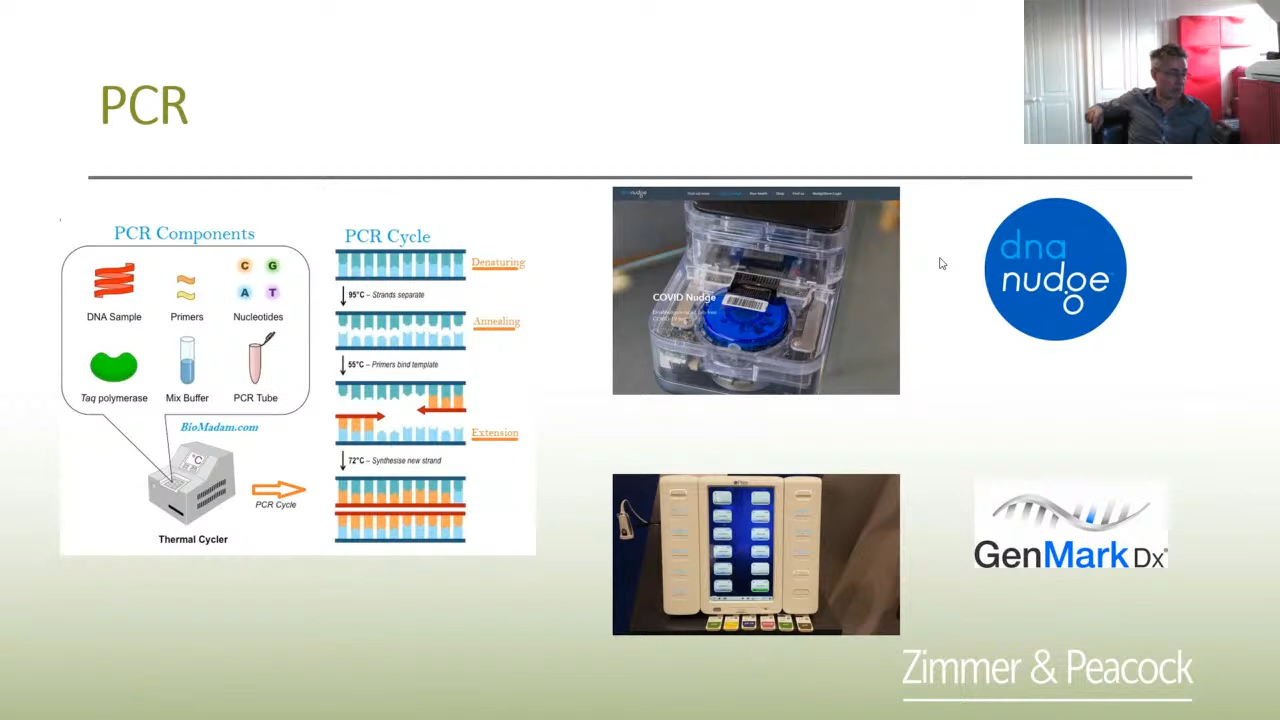 PCR
PCR Components
DNA Sample
Primers
C
G
A
T
Nucleotides
Taq polymerase
Mix Buffer
PCR Tube
BioMadam.com
°C
PCR Cycle
Thermal Cycler
PCR Cycle
Denaturing
95°C – Strands separate
Annealing
55°C – Primers bind template
Extension
72°C – Synthesise new strand
dnanudge
COVID Nudge
dna
nudge
GenMark Dx®
Zimmer & Peacock